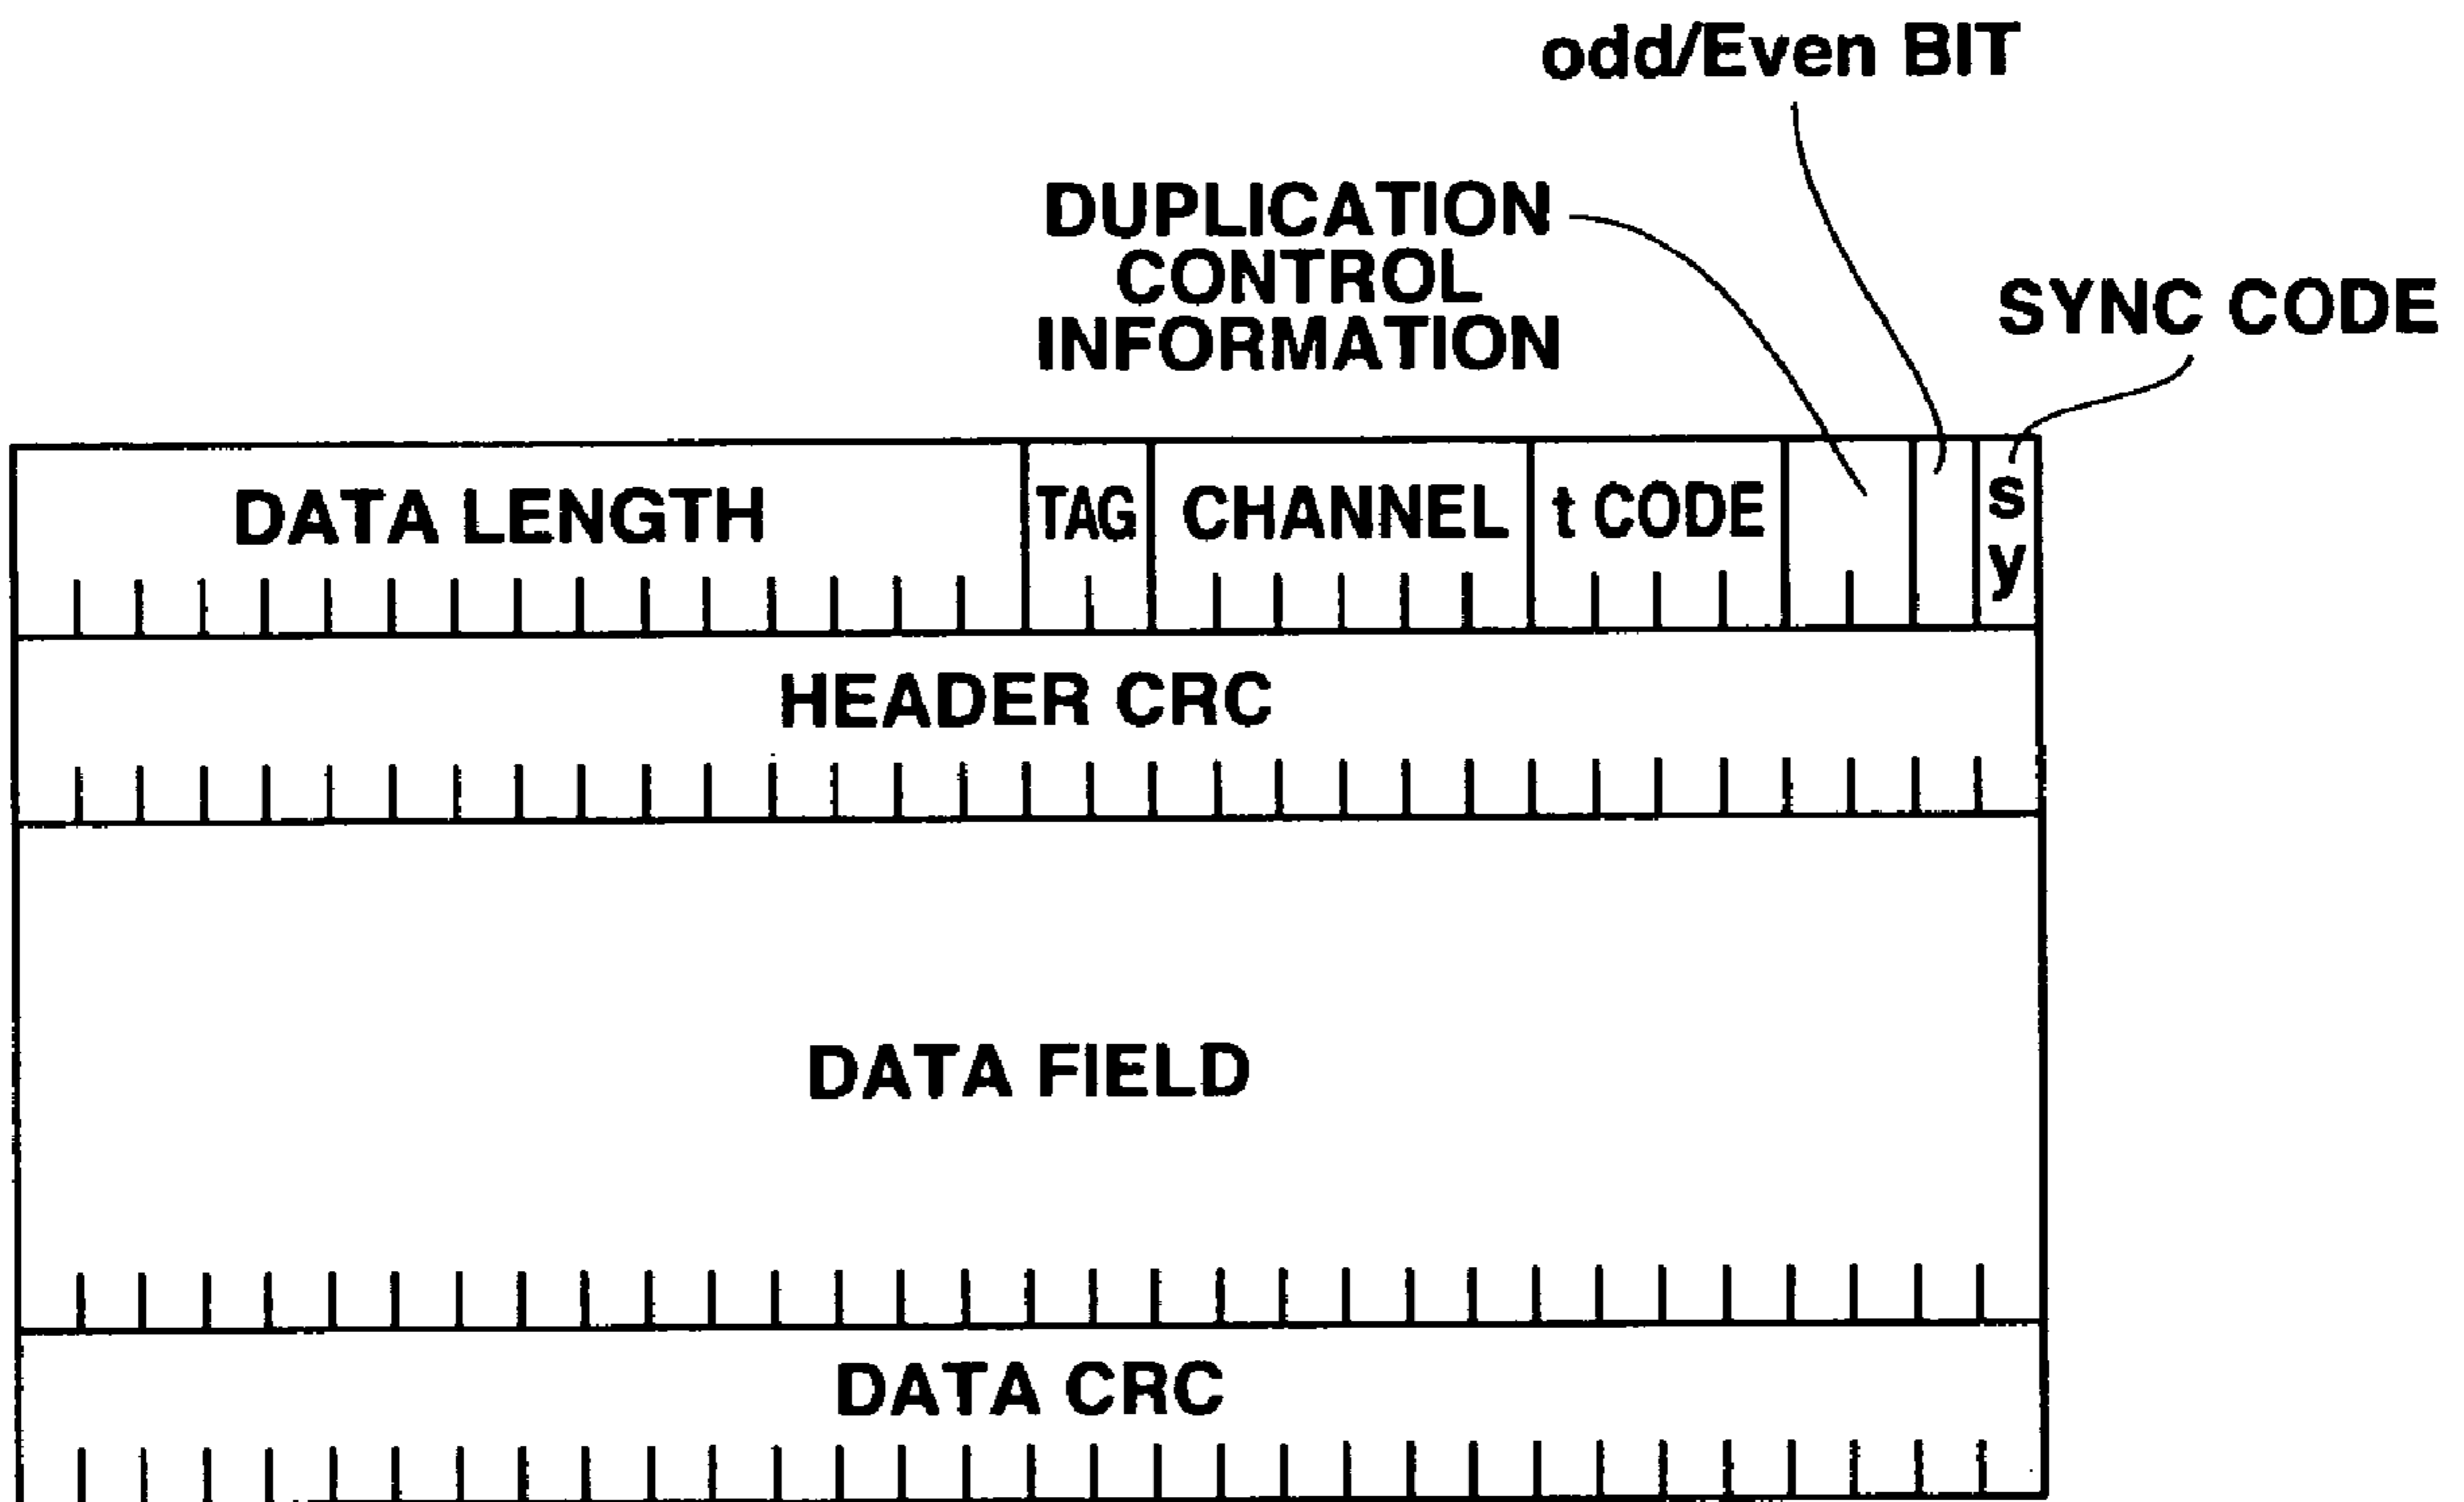 odd/Even BIT
DUPLICATION
CONTROL
INFORMATION
SYNC CODE
DATA LENGTH
TAG
CHANNEL
t CODE
s
y
HEADER CRC
DATA FIELD
DATA CRC